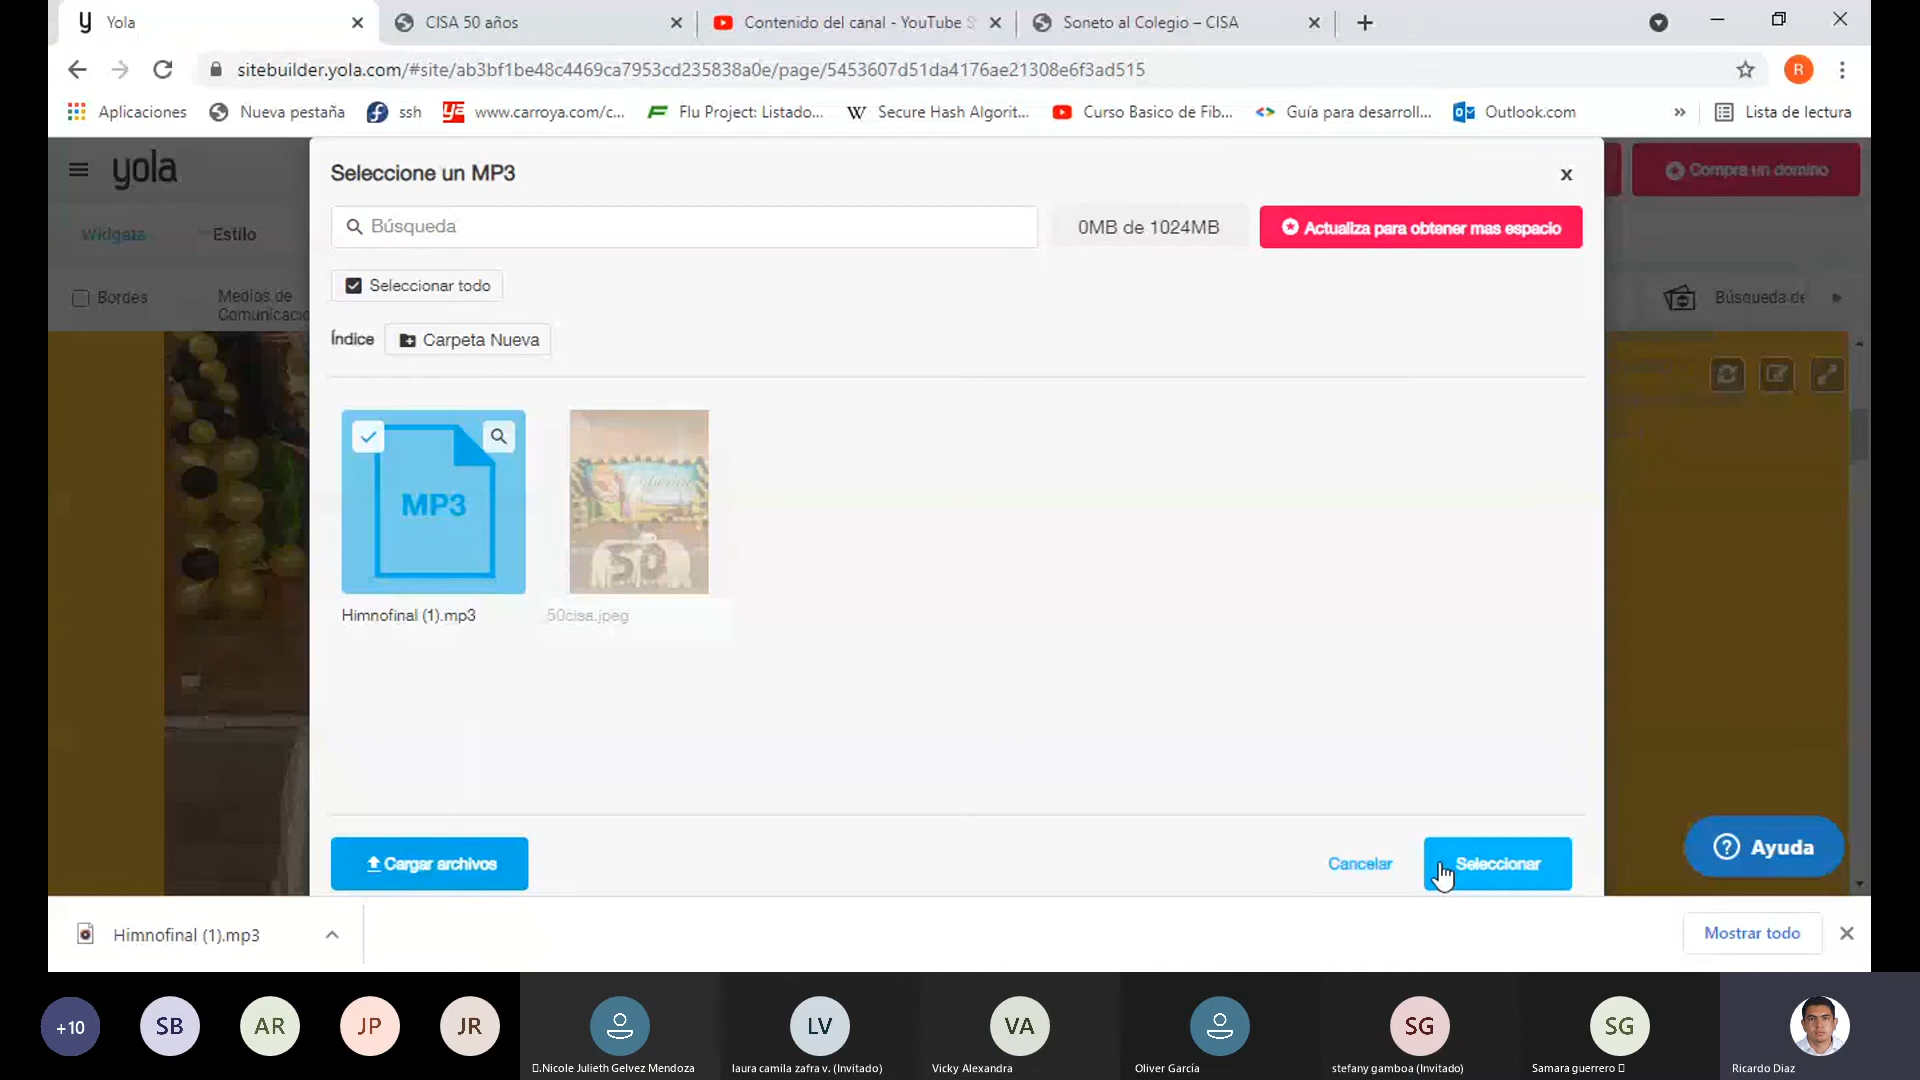 Yola
CISA 50 años
Contenido del canal - YouTube S
Soneto al Colegio – CISA
sitebuilder.yola.com/#site/ab3bf1be48c4469ca7953cd235838a0e/page/5453607d51da4176ae21308e6f3ad515
R
Aplicaciones
Nueva pestaña
ssh
www.carroya.com/c...
Flu Project: Listado...
Secure Hash Algorit...
Curso Basico de Fib...
Guía para desarroll...
Outlook.com
»
Lista de lectura
yola
Compra un domino
Widgets
Estilo
Bordes
Medios de
Comunicació
Búsqueda de
Seleccione un MP3
x
Búsqueda
0MB de 1024MB
Actualiza para obtener mas espacio
Seleccionar todo
Índice
Carpeta Nueva
MP3
50
Himnofinal (1).mp3
50cisa.jpeg
Cargar archivos
Cancelar
Seleccionar
Ayuda
Himnofinal (1).mp3
Mostrar todo
+10
SB
AR
JP
JR
LV
VA
SG
SG
.Nicole Julieth Gelvez Mendoza
laura camila zafra v. (Invitado)
Vicky Alexandra
Oliver García
stefany gamboa (Invitado)
Samara guerrero
Ricardo Diaz